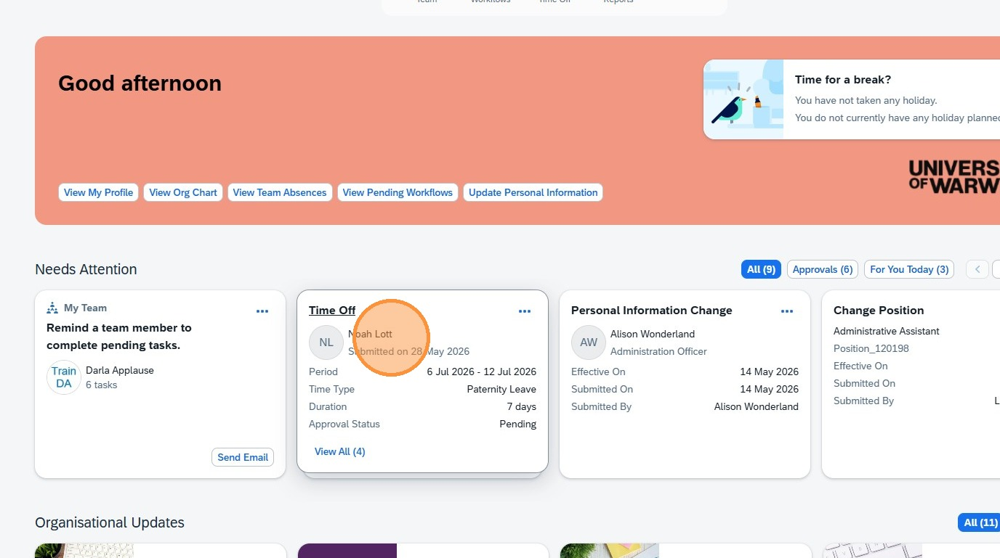 Team Workflows Time Off Reports
Good afternoon
Time for a break?
You have not taken any holiday.
You do not currently have any holiday planned
UNIVERS
OF WARW
View My Profile View Org Chart View Team Absences View Pending Workflows Update Personal Information
Needs Attention
All (9) Approvals (6) For You Today (3)
My Team
Remind a team member to
complete pending tasks.
Train
DA
Darla Applause
6 tasks
Send Email
Time Off
NL
Noah Lott
Submitted on 28 May 2026
Period 6 Jul 2026 - 12 Jul 2026
Time Type Paternity Leave
Duration 7 days
Approval Status Pending
View All (4)
Personal Information Change
AW
Alison Wonderland
Administration Officer
Effective On 14 May 2026
Submitted On 14 May 2026
Submitted By Alison Wonderland
Change Position
Administrative Assistant
Position_120198
Effective On
Submitted On
Submitted By L
Organisational Updates
All (11)